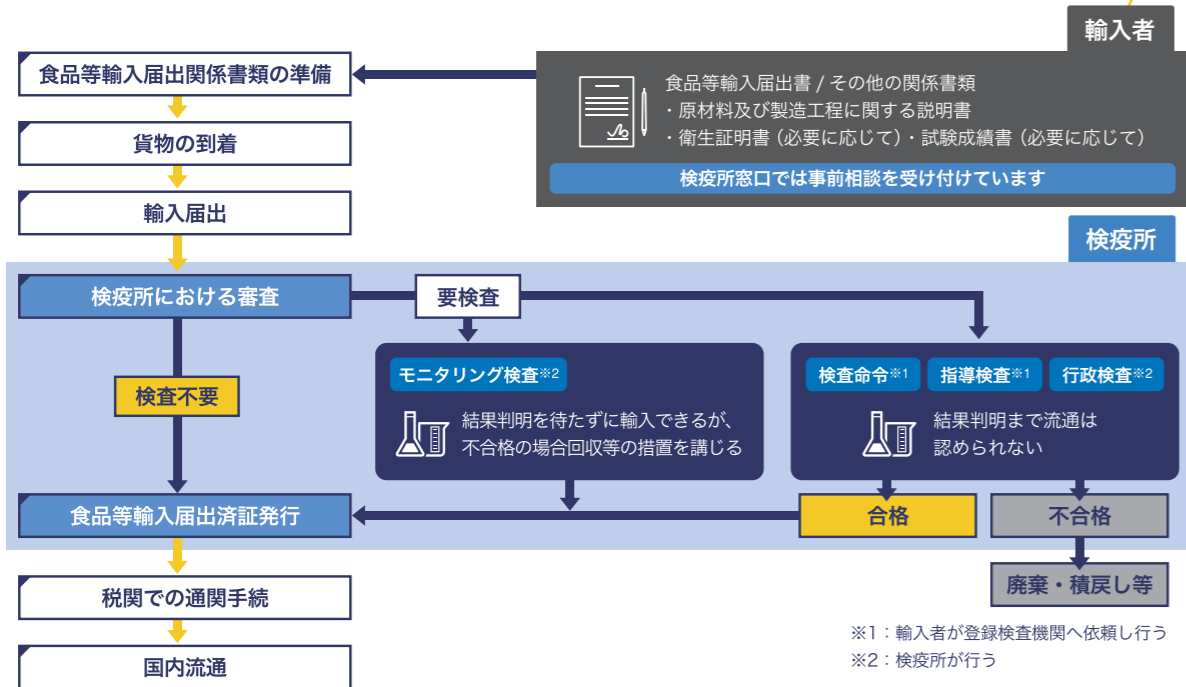 輸入者
食品等輸入届出関係書類の準備
食品等輸入届出書 / その他の関係書類
・原材料及び製造工程に関する説明書
・衛生証明書（必要に応じて）・試験成績書（必要に応じて）
検疫所窓口では事前相談を受け付けています
貨物の到着
輸入届出
検疫所
検疫所における審査
要検査
モニタリング検査※2
結果判明を待たずに輸入できるが、
不合格の場合回収等の措置を講じる
検査命令※1
指導検査※1
行政検査※2
結果判明まで流通は
認められない
検査不要
食品等輸入届出済証発行
合格
不合格
廃棄・積戻し等
税関での通関手続
国内流通
※1：輸入者が登録検査機関へ依頼し行う
※2：検疫所が行う